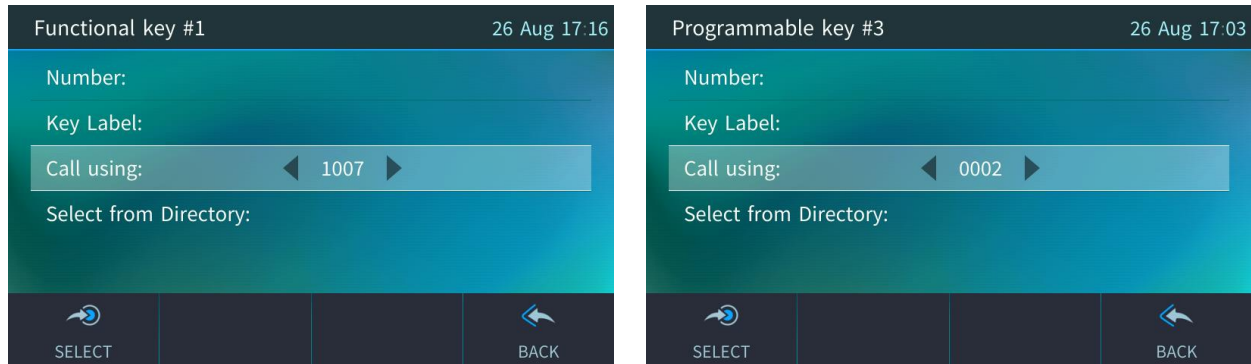 Functional key #1 26 Aug 17:16
Number:
Key Label:
Call using: 1007
Select from Directory:
SELECT BACK
Programmable key #3 26 Aug 17:03
Number:
Key Label:
Call using: 0002
Select from Directory:
SELECT BACK